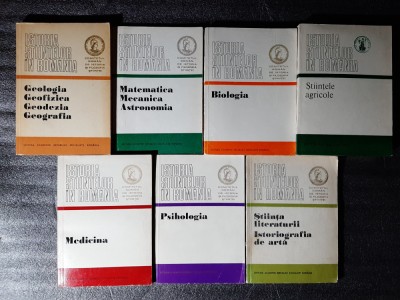 ISTORIA
ȘTIINȚELOR
ÎN ROMÂNIA
Geologia
Geofizica
Geodezia
Geografia
ISTORIA
ȘTIINȚELOR
ÎN ROMÂNIA
Matematica
Mecanica
Astronomia
ISTORIA
ȘTIINȚELOR
ÎN ROMÂNIA
Biologia
ISTORIA
ȘTIINȚELOR
ÎN ROMÂNIA
Științele
agricole
ISTORIA
ȘTIINȚELOR
ÎN ROMÂNIA
Medicina
ISTORIA
ȘTIINȚELOR
ÎN ROMÂNIA
Psihologia
ISTORIA
ȘTIINȚELOR
ÎN ROMÂNIA
Știința
literaturii
Istoriografia
de artă